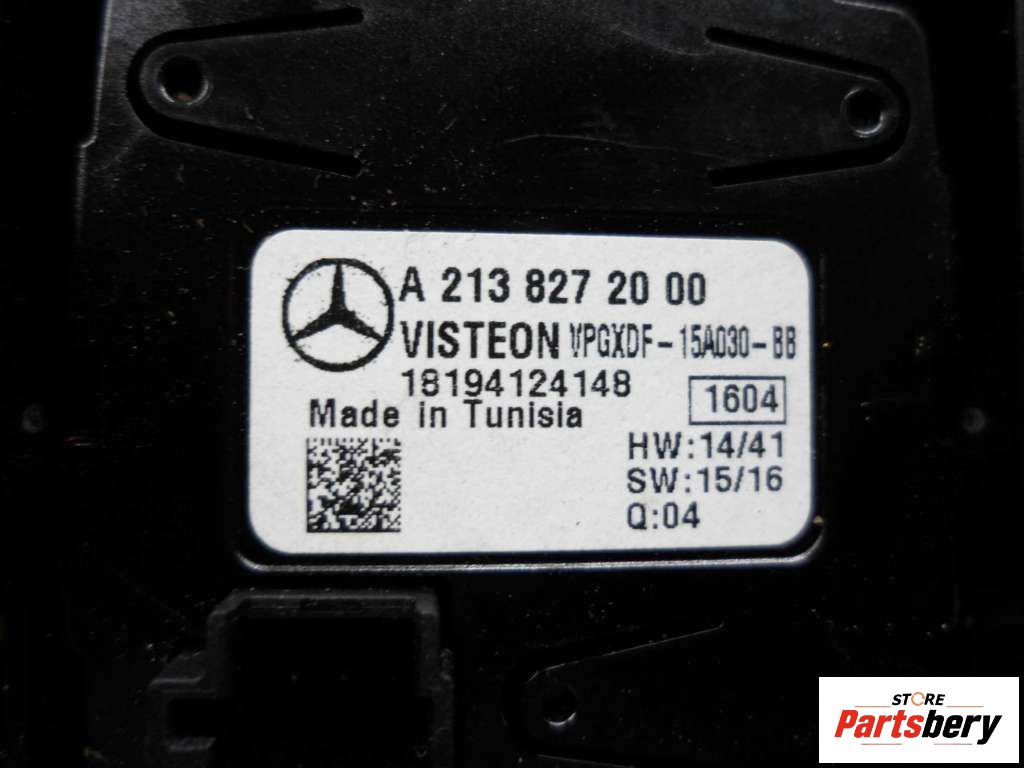 A 213 827 20 00
VISTEON VPGXDF-15A030-BB
18194124148
1604
Made in Tunisia
HW:14/41
SW:15/16
Q:04
STORE
Partsbery